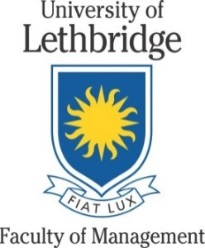 University of
Lethbridge
FIAT LUX
Faculty of Management